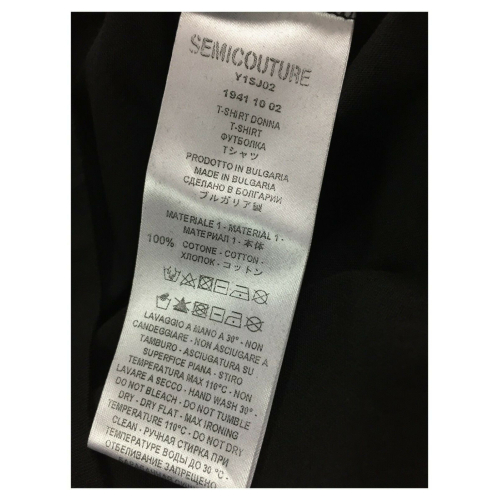 SEMICOUTURE
Y1SJ02
1941 10 02
T-SHIRT DONNA
T-SHIRT
ФУТБОЛКА
Tシャツ
PRODOTTO IN BULGARIA
MADE IN BULGARIA
СДЕЛАНО В БОЛГАРИИ
ブルガリア製
MATERIALE 1 - MATERIAL 1 -
МАТЕРИАЛ 1 - 本体
100% COTONE - COTTON -
ХЛОПОК - コットン
LAVAGGIO A MANO A 30° - NON
CANDEGGIARE - NON ASCIUGARE A
TAMBURO - ASCIUGATURA SU
SUPERFICE PIANA - STIRO
TEMPERATURA MAX 110°C - NON
LAVARE A SECCO - HAND WASH 30° -
DO NOT BLEACH - DO NOT TUMBLE
DRY - DRY FLAT - MAX IRONING
TEMPERATURE 110°C - DO NOT DRY
CLEAN - РУЧНАЯ СТИРКА ПРИ
ТЕМПЕРАТУРЕ ВОДЫ ДО 30 °C -
ОТБЕЛИВАНИЕ ЗАПРЕЩЕНО